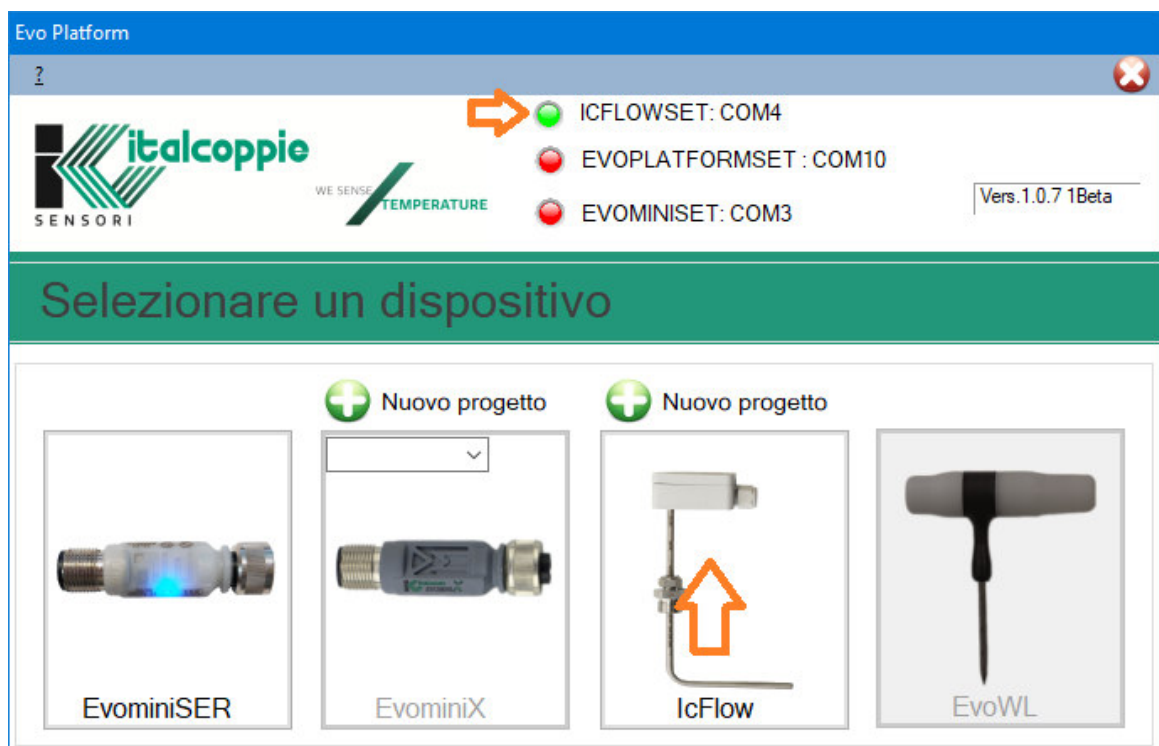 Evo Platform
?
italcoppie
SENSORI
WE SENSE
TEMPERATURE
ICFLOWSET: COM4
EVOPLATFORMSET : COM10
EVOMINISET: COM3
Vers.1.0.7 1Beta
Selezionare un dispositivo
Nuovo progetto
Nuovo progetto
EvominiSER
EvominiX
IcFlow
EvoWL